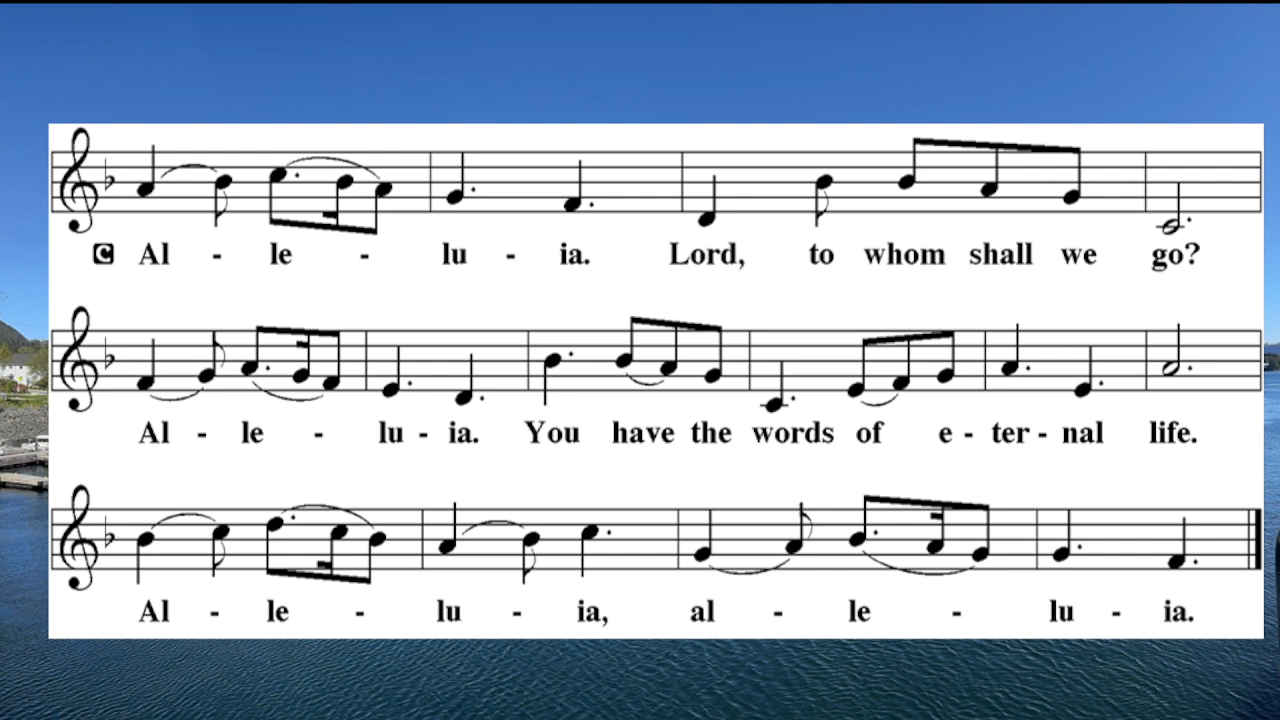 C Al - le - lu - ia. Lord, to whom shall we go?
Al - le - lu - ia. You have the words of e - ter - nal life.
Al - le - lu - ia, al - le - lu - ia.